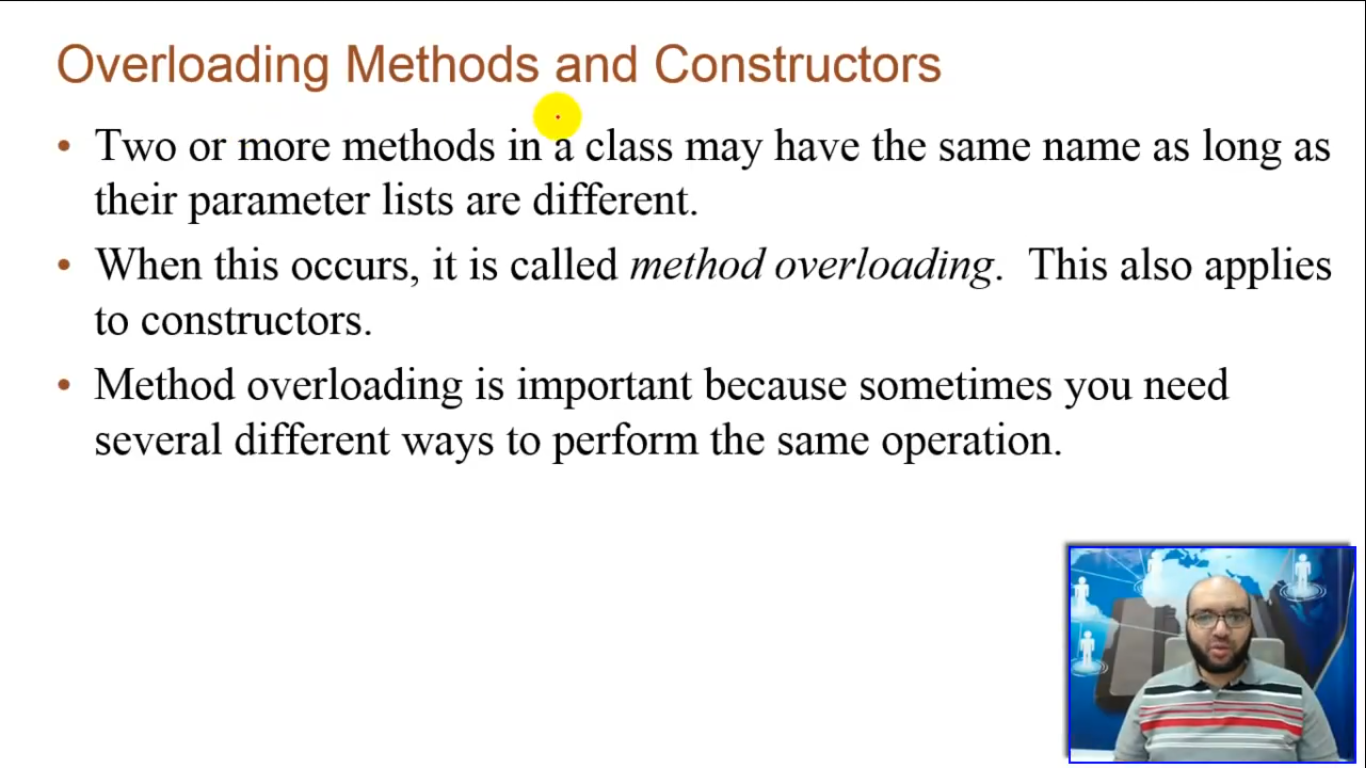 Overloading Methods and Constructors
• Two or more methods in a class may have the same name as long as
their parameter lists are different.
• When this occurs, it is called method overloading. This also applies
to constructors.
• Method overloading is important because sometimes you need
several different ways to perform the same operation.